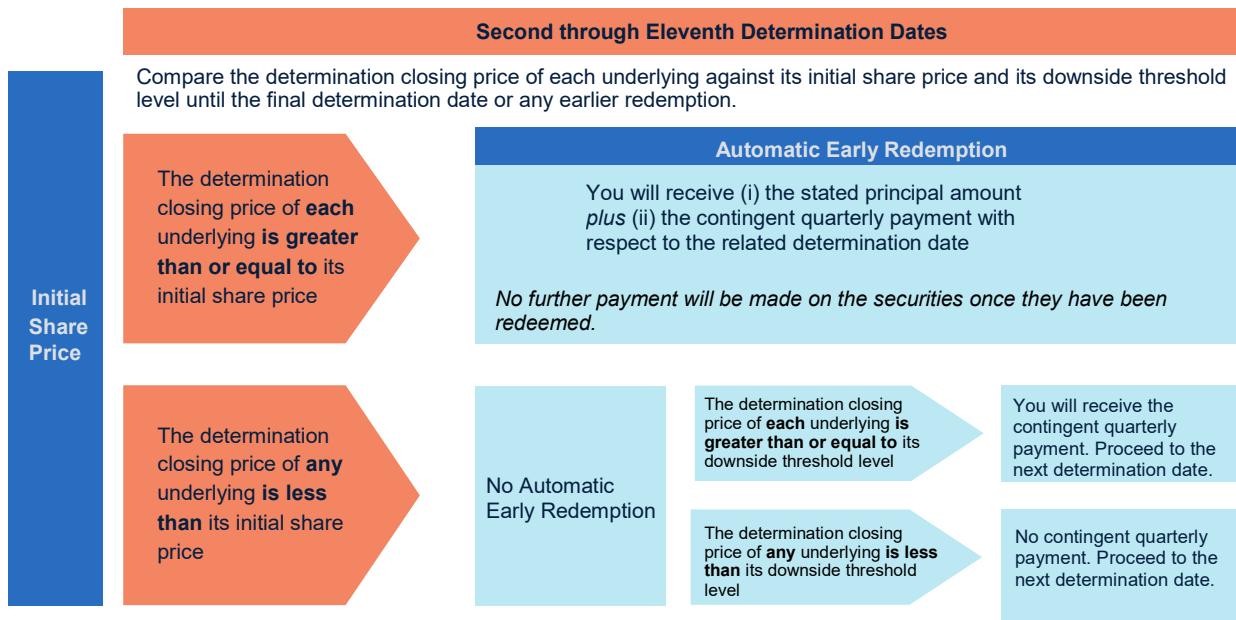 Second through Eleventh Determination Dates
Compare the determination closing price of each underlying against its initial share price and its downside threshold
level until the final determination date or any earlier redemption.
Initial
Share
Price
The determination
closing price of each
underlying is greater
than or equal to its
initial share price
Automatic Early Redemption
You will receive (i) the stated principal amount
plus (ii) the contingent quarterly payment with
respect to the related determination date
No further payment will be made on the securities once they have been
redeemed.
The determination
closing price of any
underlying is less
than its initial share
price
No Automatic
Early Redemption
The determination closing
price of each underlying is
greater than or equal to its
downside threshold level
You will receive the
contingent quarterly
payment. Proceed to the
next determination date.
The determination closing
price of any underlying is less
than its downside threshold
level
No contingent quarterly
payment. Proceed to the
next determination date.